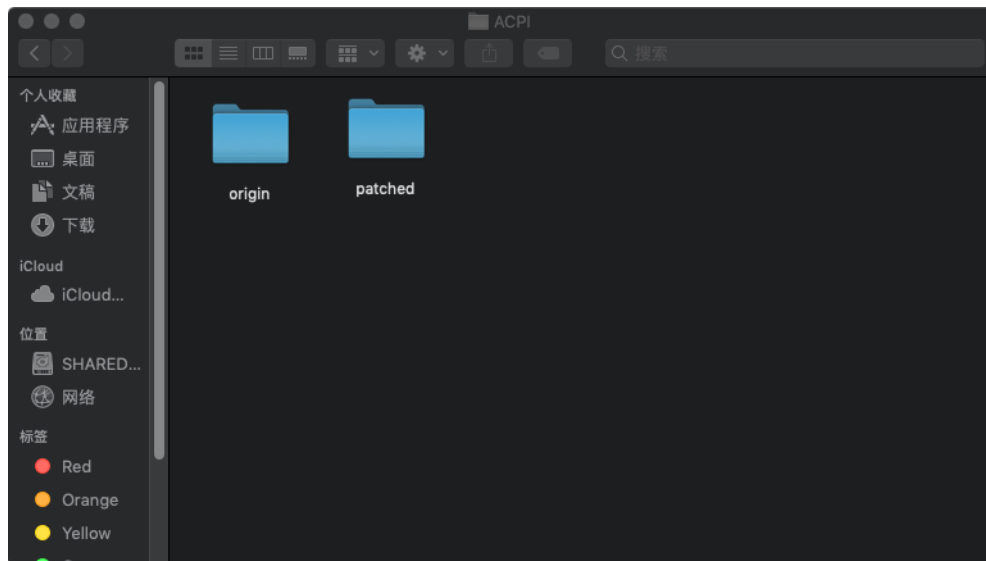 ACPI
搜索
个人收藏
应用程序
桌面
文稿
下载
iCloud
iCloud...
位置
SHARED...
网络
标签
Red
Orange
Yellow
origin
patched